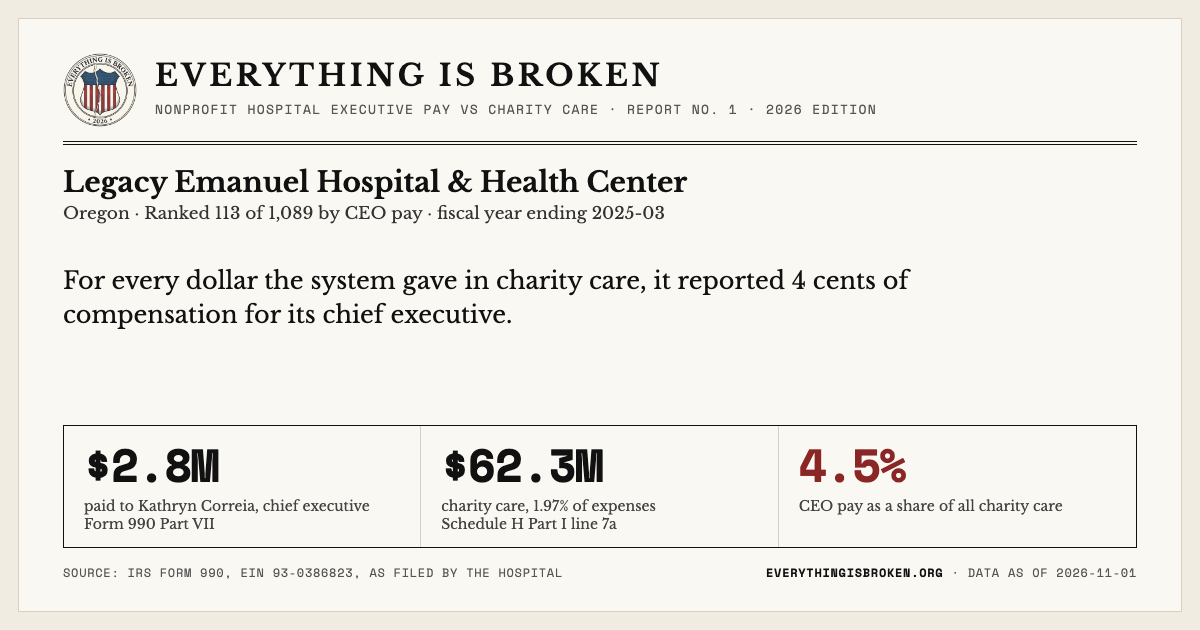 EVERYTHING IS BROKEN
2026
EVERYTHING IS BROKEN
NONPROFIT HOSPITAL EXECUTIVE PAY VS CHARITY CARE · REPORT NO. 1 · 2026 EDITION
Legacy Emanuel Hospital & Health Center
Oregon · Ranked 113 of 1,089 by CEO pay · fiscal year ending 2025-03
For every dollar the system gave in charity care, it reported 4 cents of
compensation for its chief executive.
$2.8M
paid to Kathryn Correia, chief executive
Form 990 Part VII
$62.3M
charity care, 1.97% of expenses
Schedule H Part I line 7a
4.5%
CEO pay as a share of all charity care
SOURCE: IRS FORM 990, EIN 93-0386823, AS FILED BY THE HOSPITAL
EVERYTHINGISBROKEN.ORG · DATA AS OF 2026-11-01